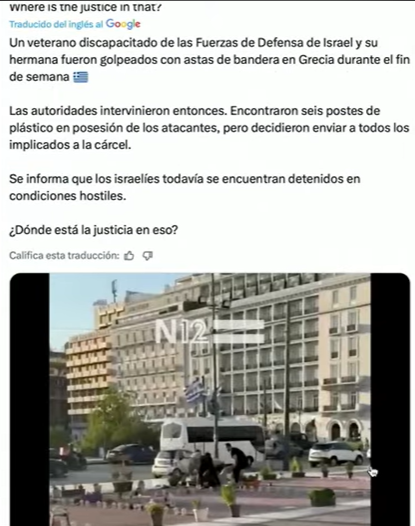 Where is the justice in that?
Traducido del inglés al Google
Un veterano discapacitado de las Fuerzas de Defensa de Israel y su
hermana fueron golpeados con astas de bandera en Grecia durante el fin
de semana 🇬🇷
Las autoridades intervinieron entonces. Encontraron seis postes de
plástico en posesión de los atacantes, pero decidieron enviar a todos los
implicados a la cárcel.
Se informa que los israelíes todavía se encuentran detenidos en
condiciones hostiles.
¿Dónde está la justicia en eso?
Califica esta traducción:
N12